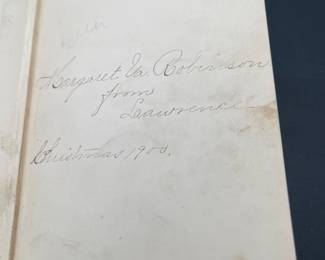 Margaret Robinson
from
Lawrence
Christmas 1900.